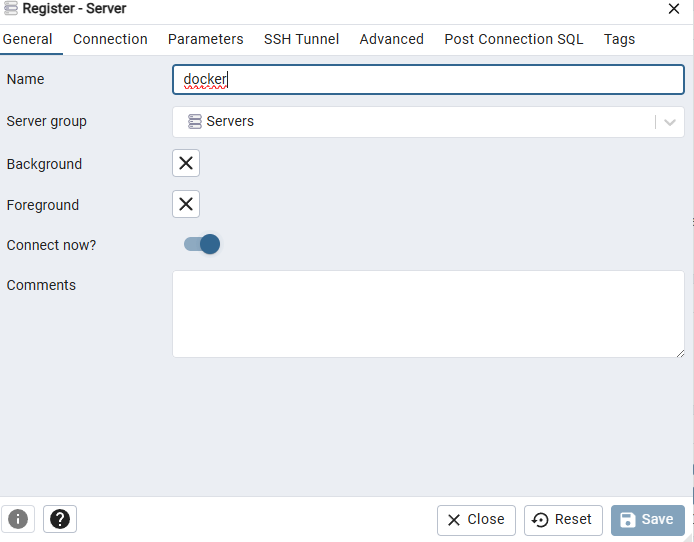 Register - Server
General Connection Parameters SSH Tunnel Advanced Post Connection SQL Tags
Name docker
Server group Servers
Background
Foreground
Connect now?
Comments
Close Reset Save